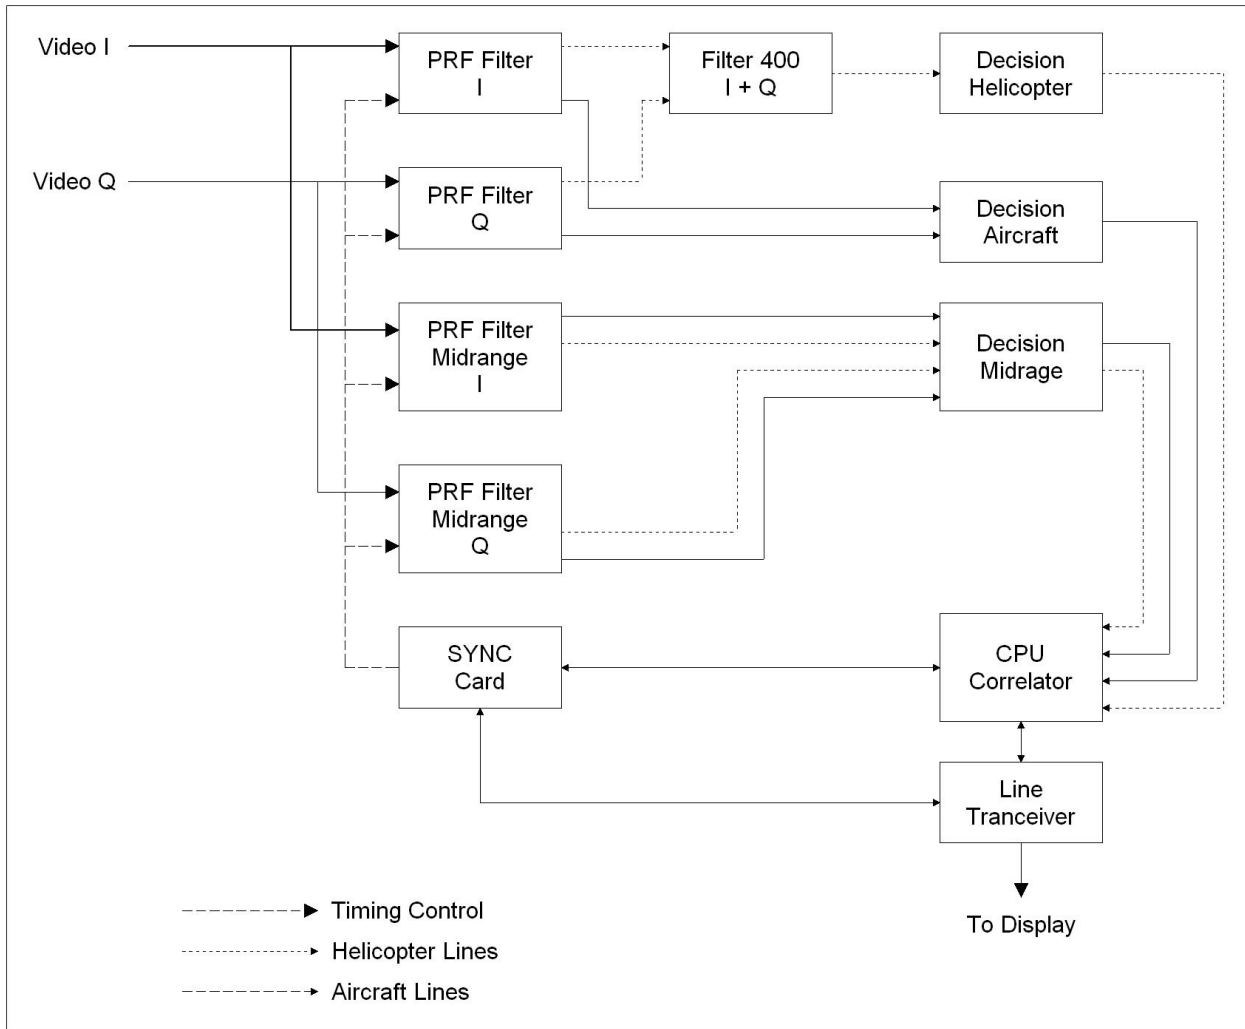 Video I
PRF Filter
I
Filter 400
I + Q
Decision
Helicopter
Video Q
PRF Filter
Q
Decision
Aircraft
PRF Filter
Midrange
I
Decision
Midrage
PRF Filter
Midrange
Q
SYNC
Card
CPU
Correlator
Line
Tranceiver
To Display
Timing Control
Helicopter Lines
Aircraft Lines